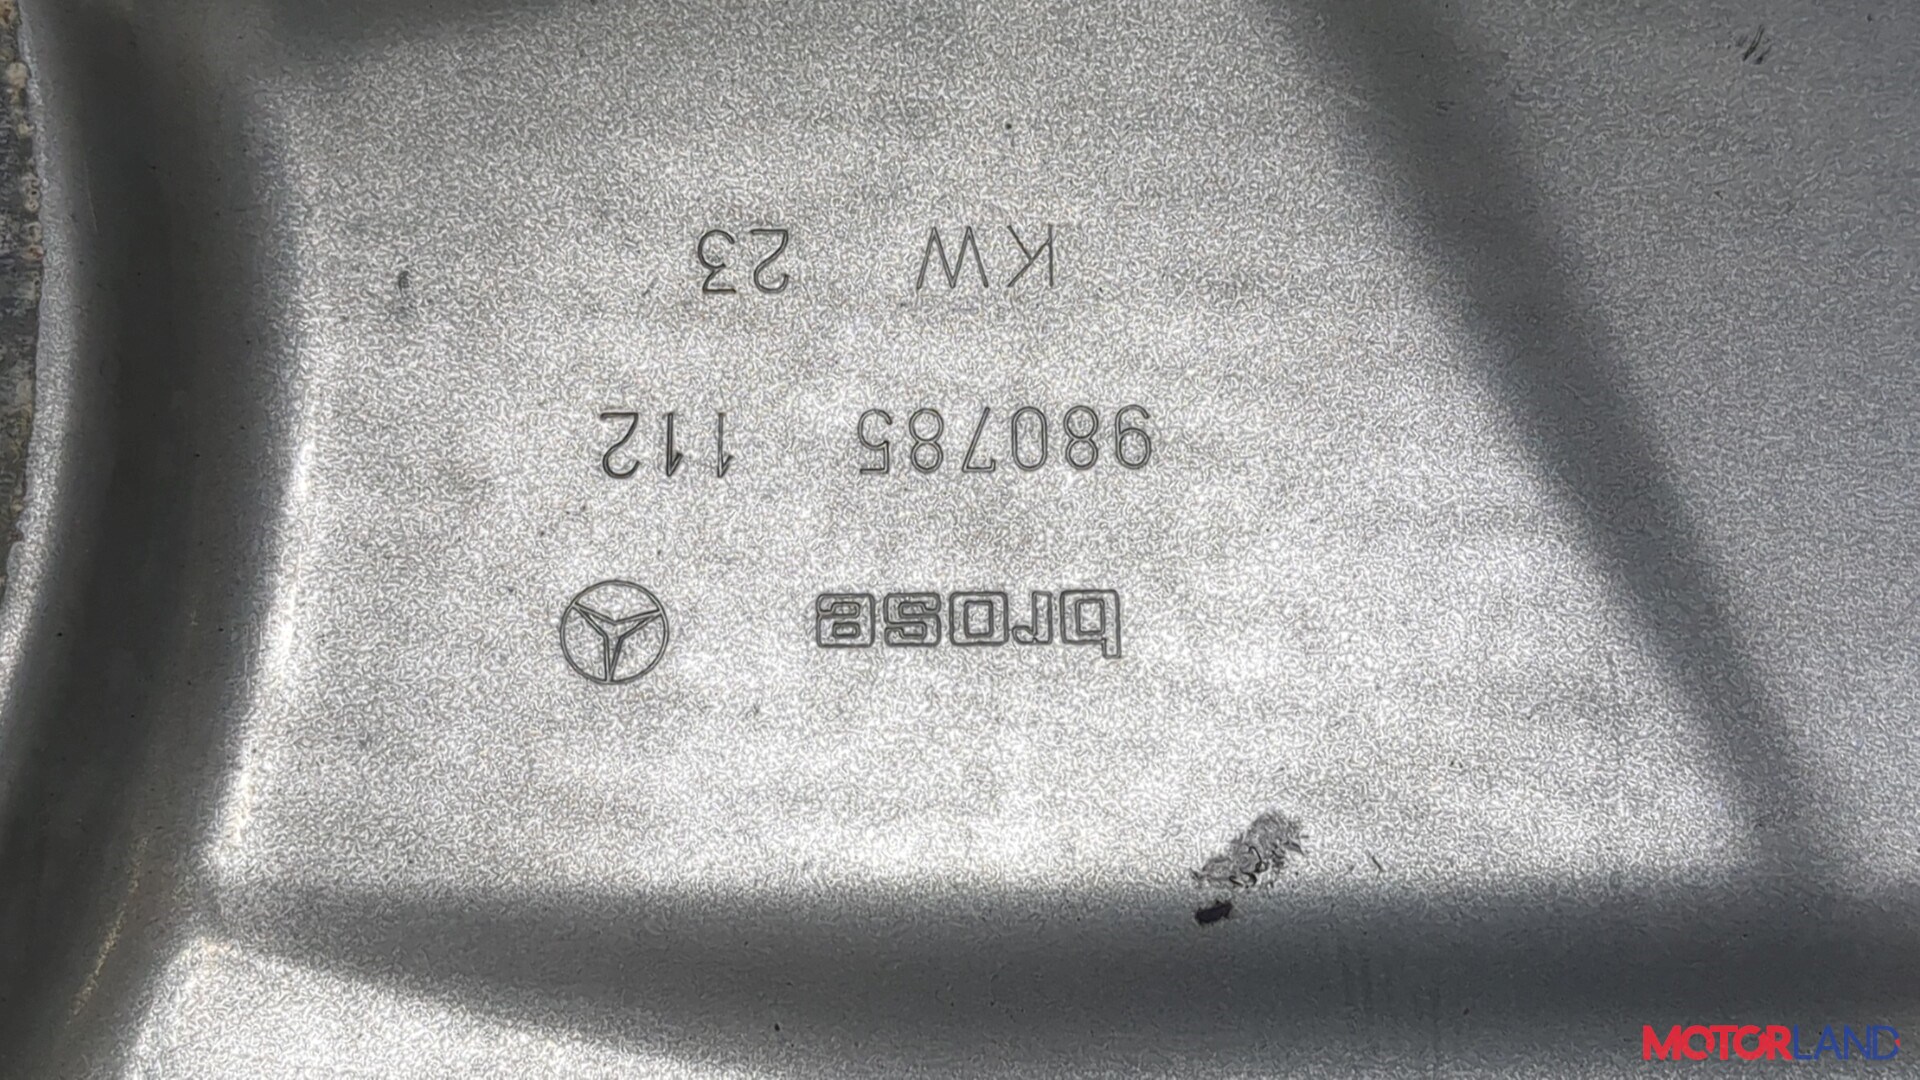 brose
980785 112
KW 23
MOTORLAND